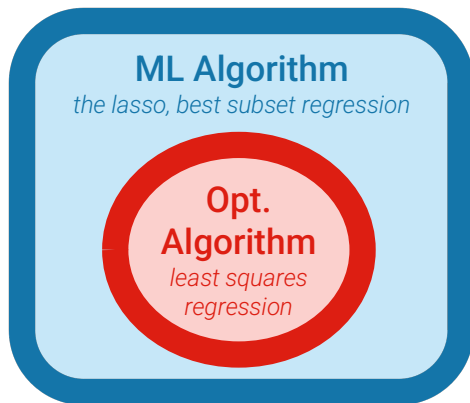 ML Algorithm
the lasso, best subset regression
Opt.
Algorithm
least squares
regression